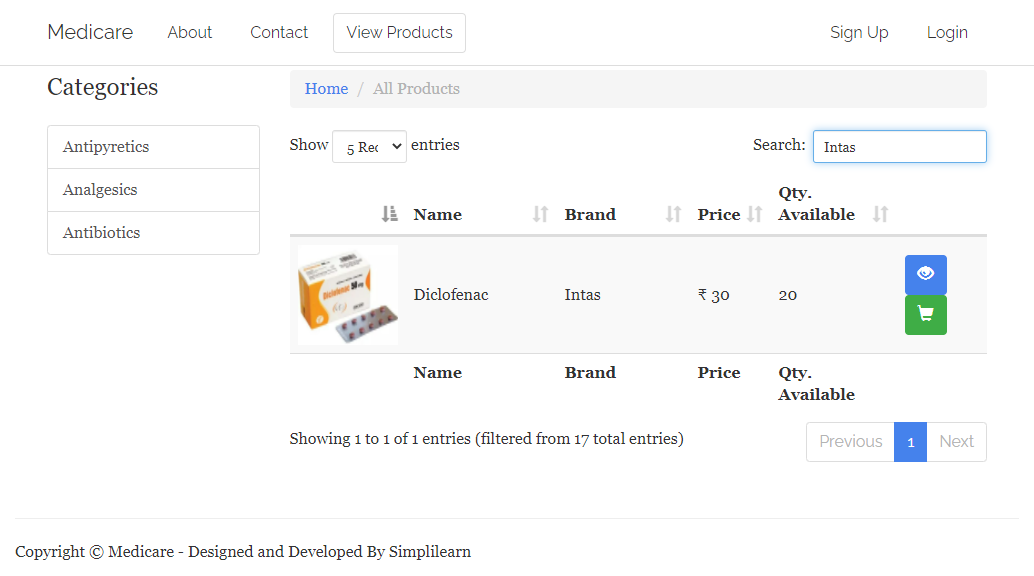 Medicare About Contact View Products Sign Up Login
Categories
Home / All Products
Antipyretics
Analgesics
Antibiotics
Show 5 Rec entries Search: Intas
Name Brand Price Qty. Available
Diclofenac 50 mg
Diclofenac Intas ₹ 30 20
Name Brand Price Qty. Available
Showing 1 to 1 of 1 entries (filtered from 17 total entries) Previous 1 Next
Copyright © Medicare - Designed and Developed By Simplilearn